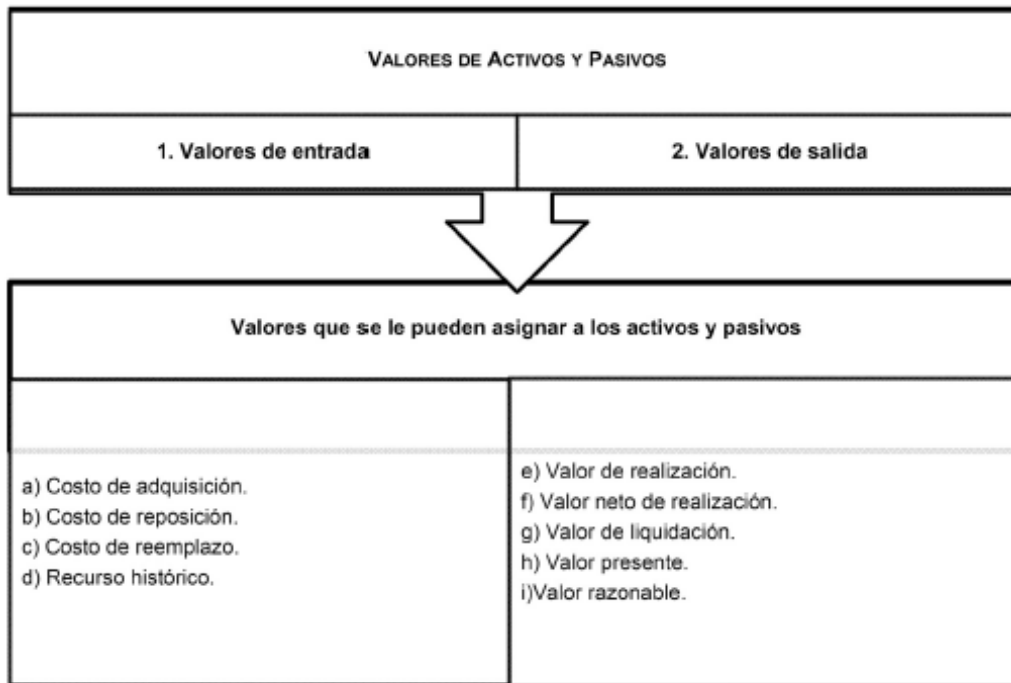 VALORES DE ACTIVOS Y PASIVOS
1. Valores de entrada
2. Valores de salida
Valores que se le pueden asignar a los activos y pasivos
a) Costo de adquisición.
b) Costo de reposición.
c) Costo de reemplazo.
d) Recurso histórico.
e) Valor de realización.
f) Valor neto de realización.
g) Valor de liquidación.
h) Valor presente.
i)Valor razonable.